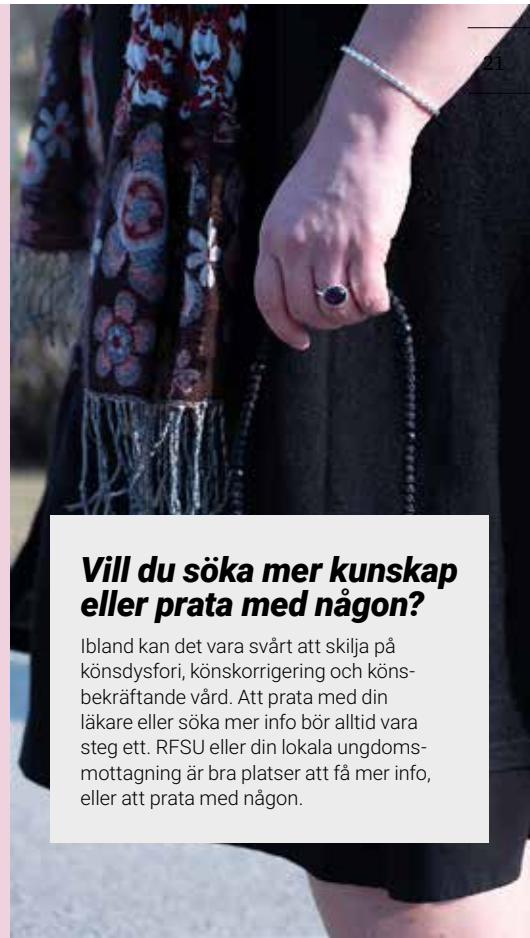 21
Vill du söka mer kunskap
eller prata med någon?
Ibland kan det vara svårt att skilja på
könsdysfori, könskorrigering och köns-
bekräftande vård. Att prata med din
läkare eller söka mer info bör alltid vara
steg ett. RFSU eller din lokala ungdoms-
mottagning är bra platser att få mer info,
eller att prata med någon.